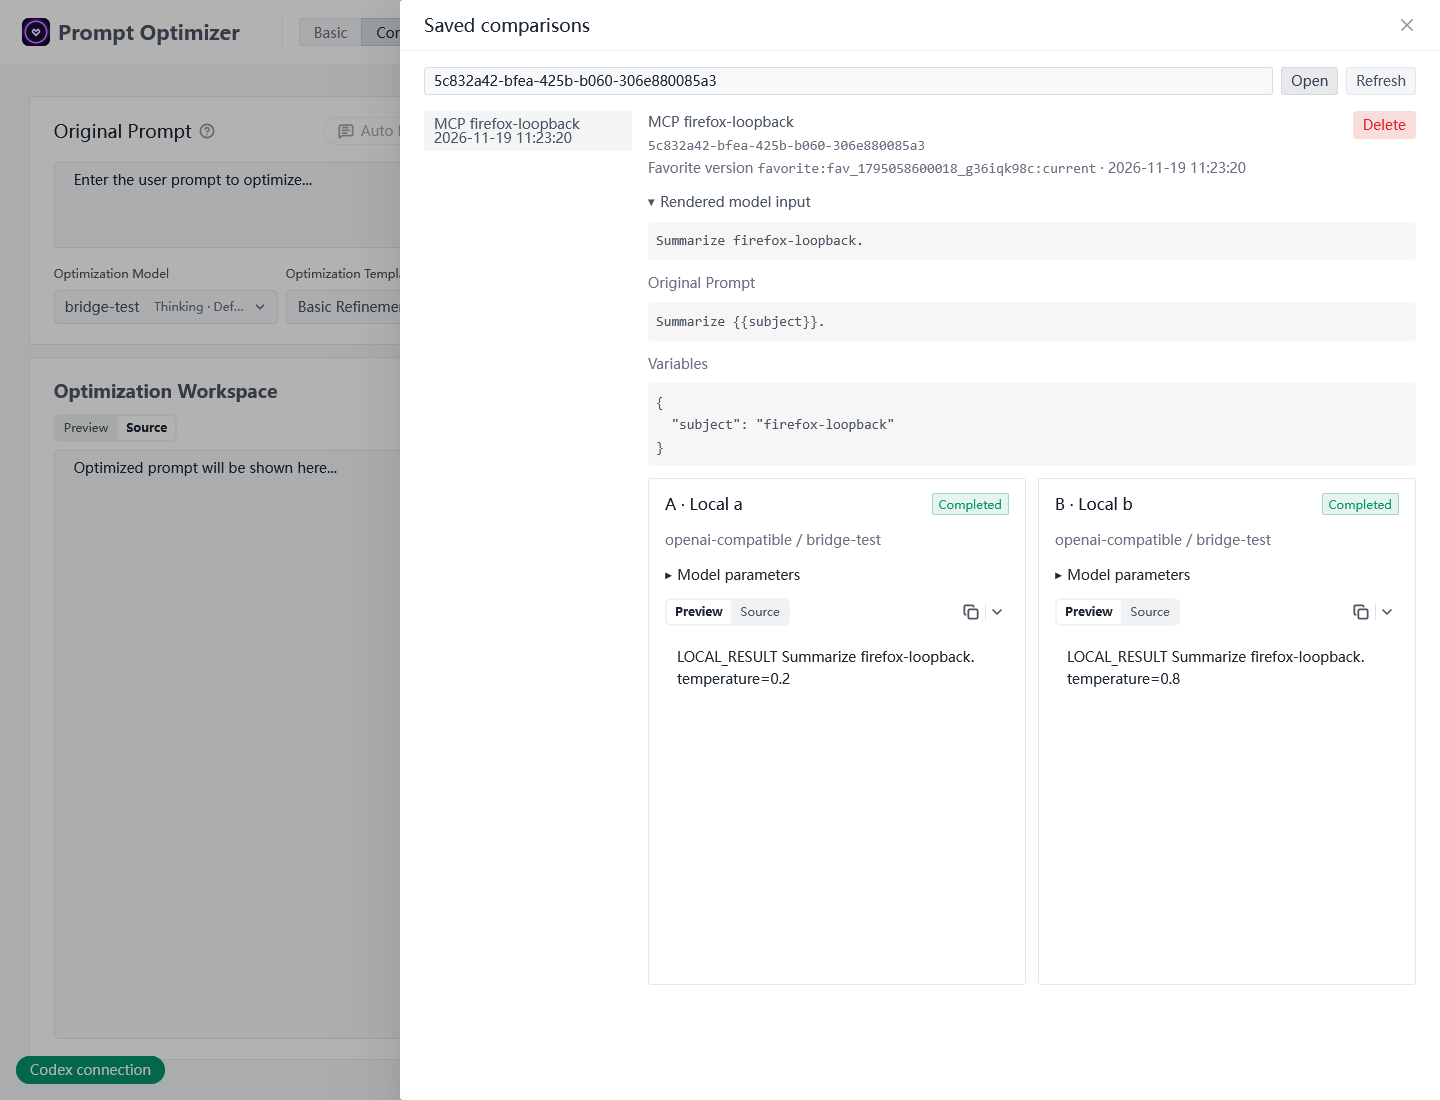 Prompt Optimizer
Basic
Con
Original Prompt
Auto
Enter the user prompt to optimize...
Optimization Model
Optimization Templa
bridge-test Thinking · Def...
Basic Refineme
Optimization Workspace
Preview Source
Optimized prompt will be shown here...
Codex connection
Saved comparisons
5c832a42-bfea-425b-b060-306e880085a3
Open
Refresh
MCP firefox-loopback
2026-11-19 11:23:20
MCP firefox-loopback
Delete
5c832a42-bfea-425b-b060-306e880085a3
Favorite version favorite:fav_1795058600018_g36iqk98c:current · 2026-11-19 11:23:20
▾ Rendered model input
Summarize firefox-loopback.
Original Prompt
Summarize {{subject}}.
Variables
{
"subject": "firefox-loopback"
}
A · Local a
Completed
openai-compatible / bridge-test
▸ Model parameters
Preview Source
LOCAL_RESULT Summarize firefox-loopback.
temperature=0.2
B · Local b
Completed
openai-compatible / bridge-test
▸ Model parameters
Preview Source
LOCAL_RESULT Summarize firefox-loopback.
temperature=0.8